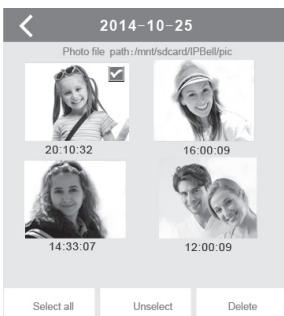 2014-10-25
Photo file path:/mnt/sdcard/IPBell/pic
20:10:32
16:00:09
14:33:07
12:00:09
Select all
Unselect
Delete